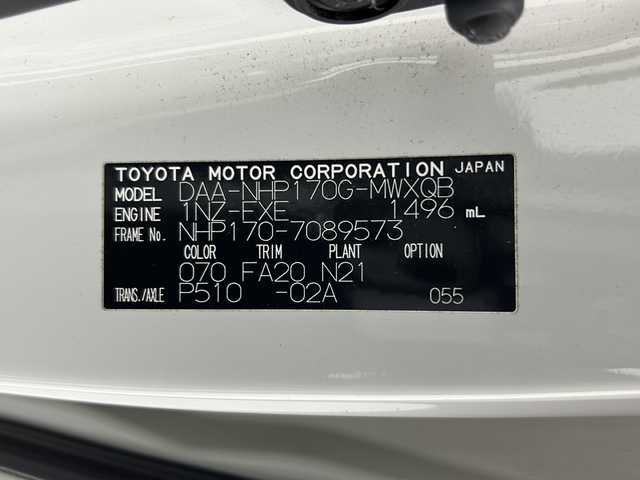 TOYOTA MOTOR CORPORATION JAPAN
MODEL DAA-NHP170G-MWXQB
ENGINE 1NZ-EXE 1496 mL
FRAME No. NHP170-7089573
COLOR TRIM PLANT OPTION
070 FA20 N21
TRANS./AXLE P510 -02A 055